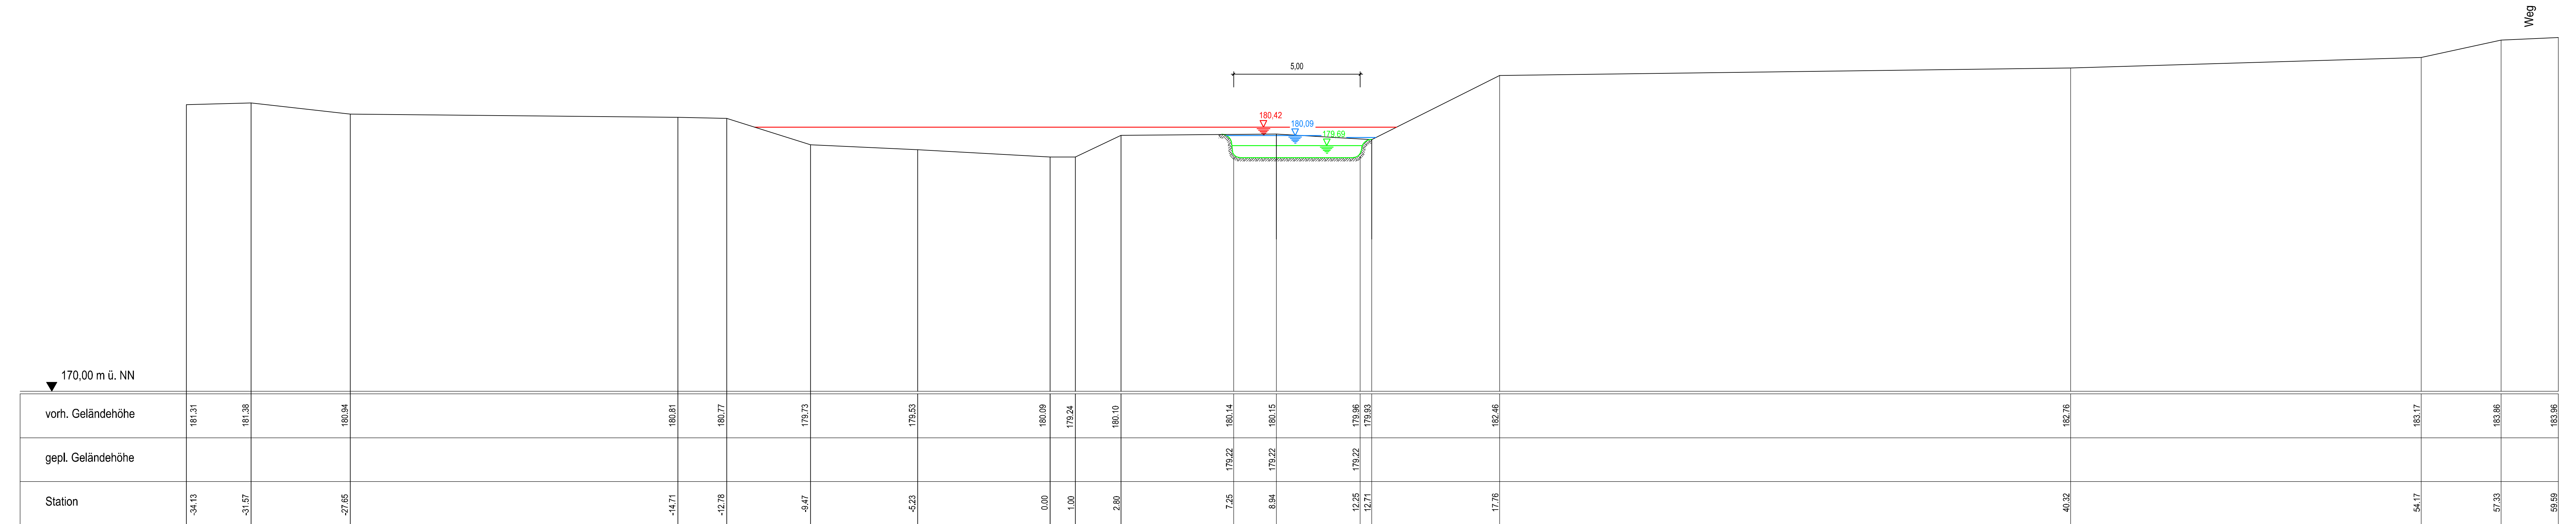 Weg
5,00
180,42
180,09
179,69
170,00 m ü. NN
vorh. Geländehöhe 181.31 181.38 180.94 180.81 180.77 179.73 179.53 180.09 179.24 180.10 180.14 180.15 179.96 179.93 182.46 182.76 183.17 183.86 183.96
gepl. Geländehöhe 179.22 179.22 179.22
Station -34.13 -31.57 -27.65 -14.71 -12.78 -9.47 -5.23 0.00 1.00 2.80 7.25 8.94 12.25 12.71 17.76 40.32 54.17 57.33 59.59